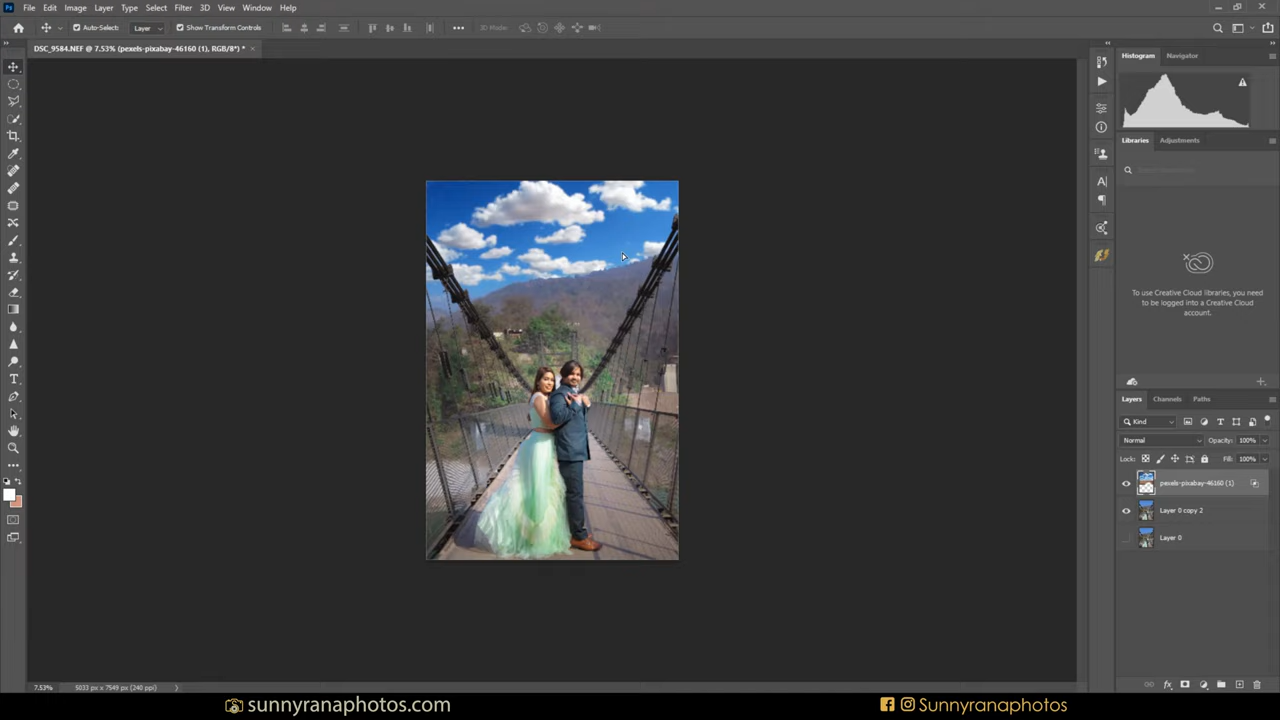 File Edit Image Layer Type Select Filter 3D View Window Help
Auto-Select: Layer Show Transform Controls 3D Mode:
DSC_9584.NEF @ 7.53% (pexels-pixabay-46160 (1), RGB/8*) *
Histogram Navigator
Libraries Adjustments
To use Creative Cloud libraries, you need
to be logged into a Creative Cloud
account.
Layers Channels Paths
Kind
Normal Opacity: 100%
Lock: Fill: 100%
pexels-pixabay-46160 (1)
Layer 0 copy 2
Layer 0
7.53% 5033 px x 7549 px (240 ppi)
sunnyranaphotos.com Sunnyranaphotos